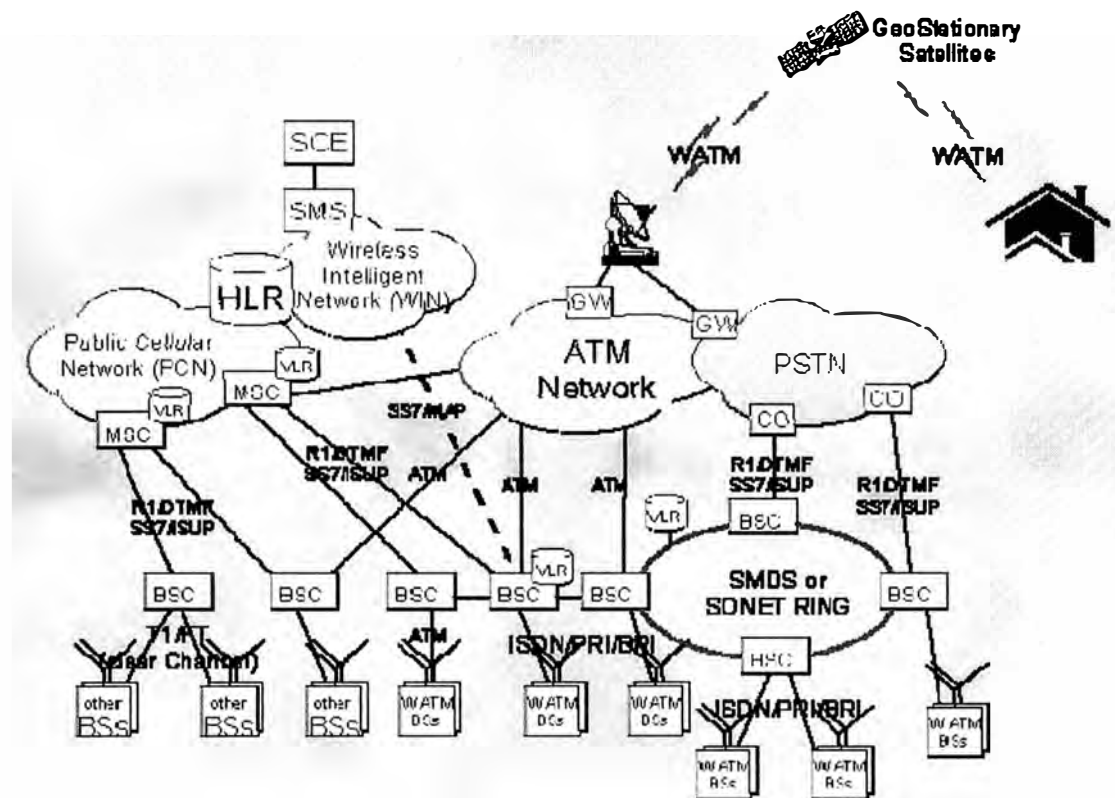 GeoStationary
Satellites
WATM
WATM
SCE
SMS
Wireless
Intelligent
Network (WIN)
HLR
GW
GW
Public Cellular
Network (PCN)
VLR
VLR
MSC
MSC
ATM
Network
PSTN
CO
CO
SS7/MAP
R1/DTMF
SS7/ISUP
R1/DTMF
SS7/ISUP
ATM
ATM
ATM
R1/DTMF
SS7/ISUP
R1/DTMF
SS7/ISUP
VLR
BSC
VLR
BSC
BSC
BSC
BSC
BSC
SMDS or
SONET RING
BSC
BSC
T1/FT
(clear Channel)
ATM
ISDN/PRI/BRI
ISDN/PRI/BRI
other
BSs
other
BSs
other
BSs
WATM
BSs
WATM
BSs
WATM
BSs
WATM
BSs
WATM
BSs
WATM
BSs